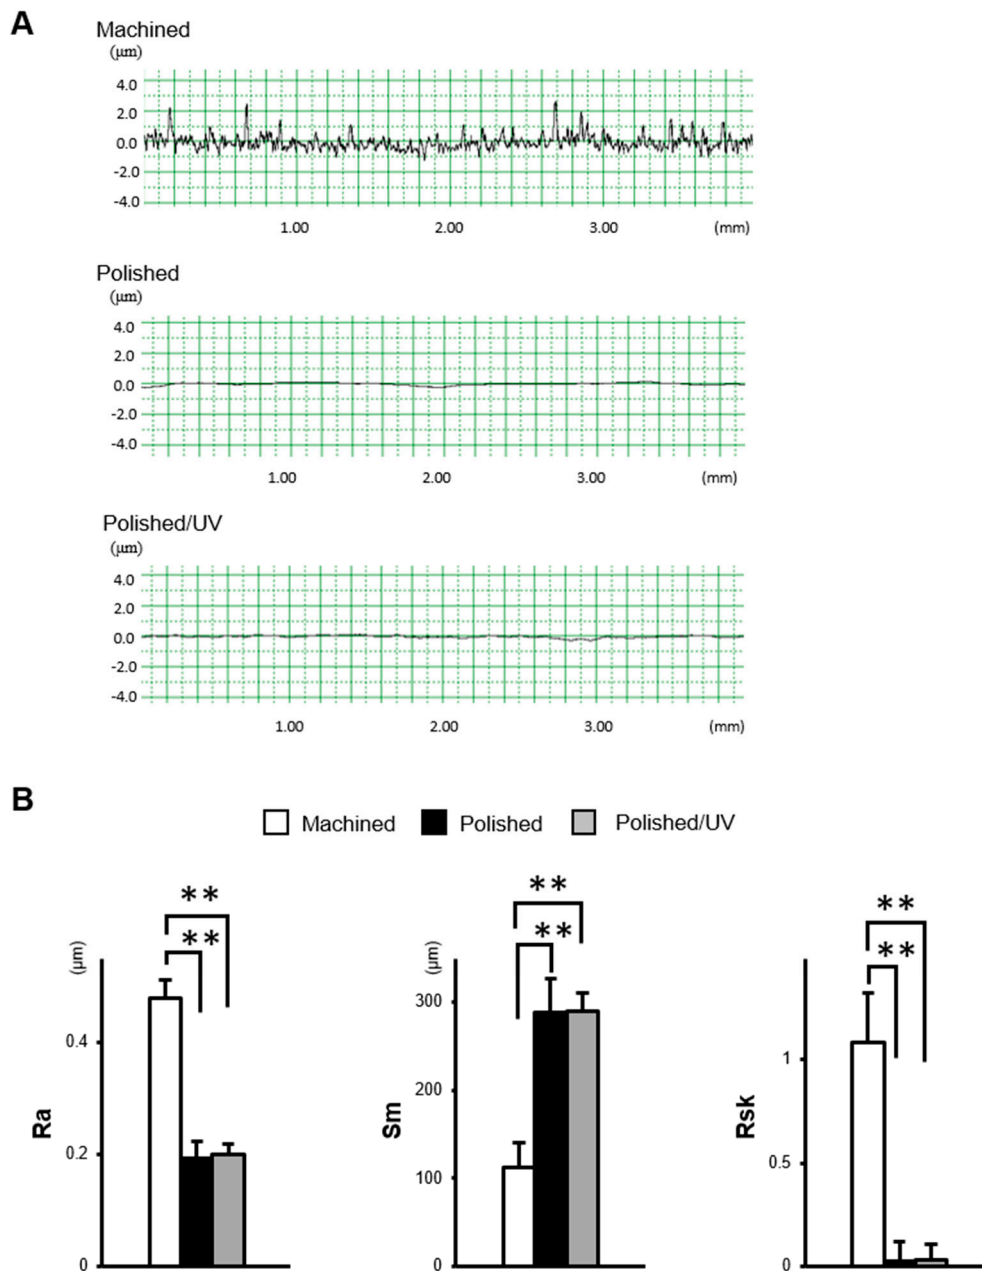 A
Machined
(μm)
4.0
2.0
0.0
-2.0
-4.0
1.00 2.00 3.00 (mm)
Polished
(μm)
4.0
2.0
0.0
-2.0
-4.0
1.00 2.00 3.00 (mm)
Polished/UV
(μm)
4.0
2.0
0.0
-2.0
-4.0
1.00 2.00 3.00 (mm)
B
Machined Polished Polished/UV
(μm)
Ra
0.4
0.2
0
**
**
(μm)
Sm
300
200
100
0
**
**
Rsk
1
0.5
0
**
**